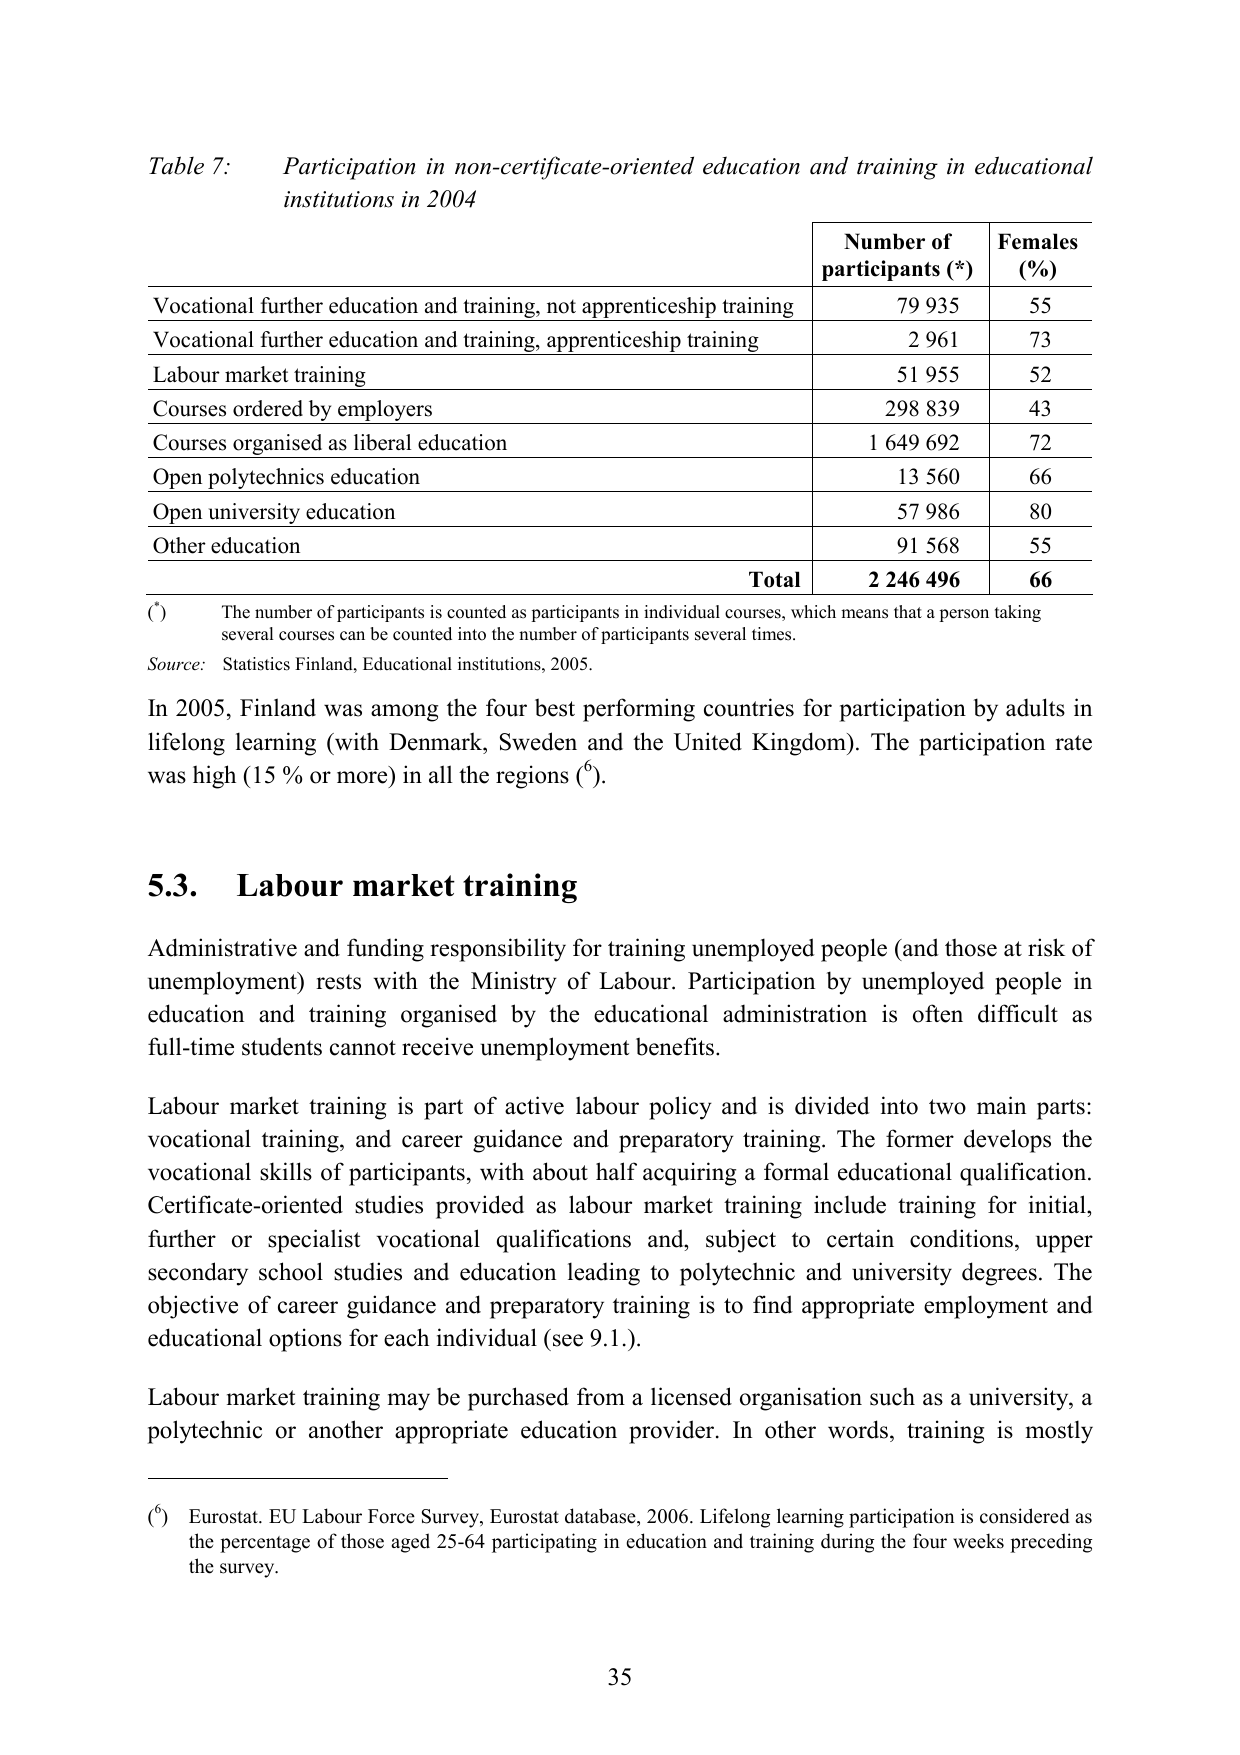 Table 7: Participation in non-certificate-oriented education and training in educational
institutions in 2004
Number of participants (*) Females (%)
Vocational further education and training, not apprenticeship training 79 935 55
Vocational further education and training, apprenticeship training 2 961 73
Labour market training 51 955 52
Courses ordered by employers 298 839 43
Courses organised as liberal education 1 649 692 72
Open polytechnics education 13 560 66
Open university education 57 986 80
Other education 91 568 55
Total 2 246 496 66
(*) The number of participants is counted as participants in individual courses, which means that a person taking
several courses can be counted into the number of participants several times.
Source: Statistics Finland, Educational institutions, 2005.
In 2005, Finland was among the four best performing countries for participation by adults in
lifelong learning (with Denmark, Sweden and the United Kingdom). The participation rate
was high (15 % or more) in all the regions (6).
5.3. Labour market training
Administrative and funding responsibility for training unemployed people (and those at risk of
unemployment) rests with the Ministry of Labour. Participation by unemployed people in
education and training organised by the educational administration is often difficult as
full-time students cannot receive unemployment benefits.
Labour market training is part of active labour policy and is divided into two main parts:
vocational training, and career guidance and preparatory training. The former develops the
vocational skills of participants, with about half acquiring a formal educational qualification.
Certificate-oriented studies provided as labour market training include training for initial,
further or specialist vocational qualifications and, subject to certain conditions, upper
secondary school studies and education leading to polytechnic and university degrees. The
objective of career guidance and preparatory training is to find appropriate employment and
educational options for each individual (see 9.1.).
Labour market training may be purchased from a licensed organisation such as a university, a
polytechnic or another appropriate education provider. In other words, training is mostly
(6) Eurostat. EU Labour Force Survey, Eurostat database, 2006. Lifelong learning participation is considered as
the percentage of those aged 25-64 participating in education and training during the four weeks preceding
the survey.
35